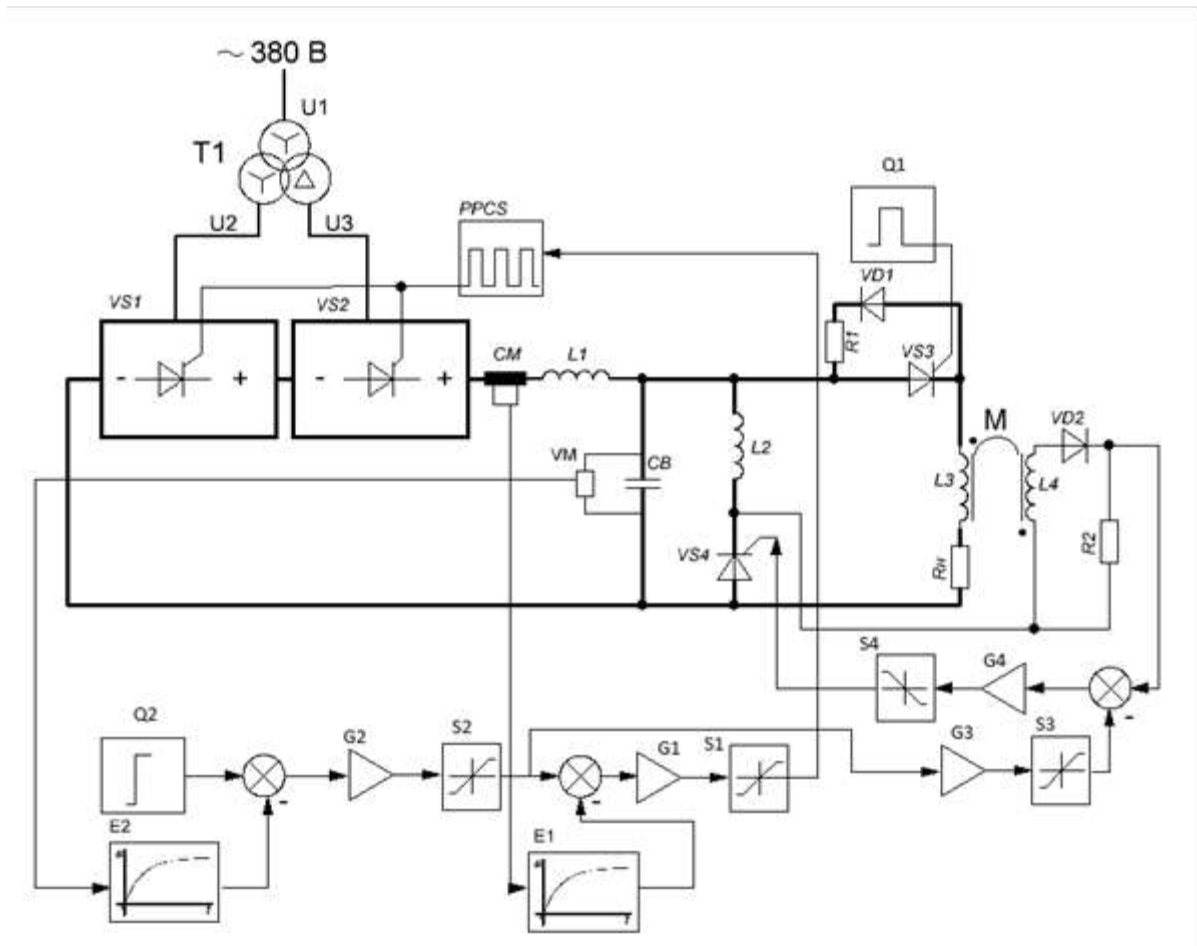 ~ 380 В
U1
T1
U2
U3
PPCS
Q1
VD1
R1
VS3
VS1
VS2
CM
L1
- +
- +
M
VD2
L2
L3
L4
VM
CB
R2
VS4
Rн
S4
G4
-
Q2
G2
S2
G1
S1
G3
S3
-
-
E2
E1